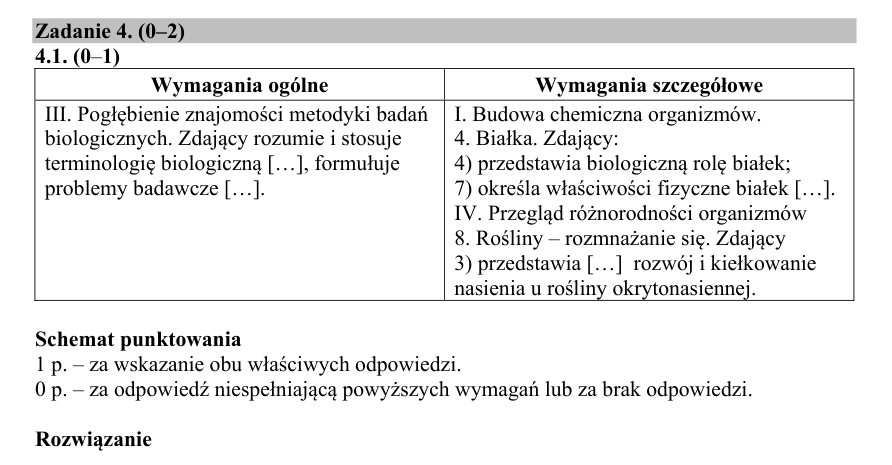 Zadanie 4. (0–2)
4.1. (0–1)
Wymagania ogólne
Wymagania szczegółowe
III. Pogłębienie znajomości metodyki badań
biologicznych. Zdający rozumie i stosuje
terminologię biologiczną […], formułuje
problemy badawcze […].
I. Budowa chemiczna organizmów.
4. Białka. Zdający:
4) przedstawia biologiczną rolę białek;
7) określa właściwości fizyczne białek […].
IV. Przegląd różnorodności organizmów
8. Rośliny – rozmnażanie się. Zdający
3) przedstawia […] rozwój i kiełkowanie
nasienia u rośliny okrytonasiennej.
Schemat punktowania
1 p. – za wskazanie obu właściwych odpowiedzi.
0 p. – za odpowiedź niespełniającą powyższych wymagań lub za brak odpowiedzi.
Rozwiązanie